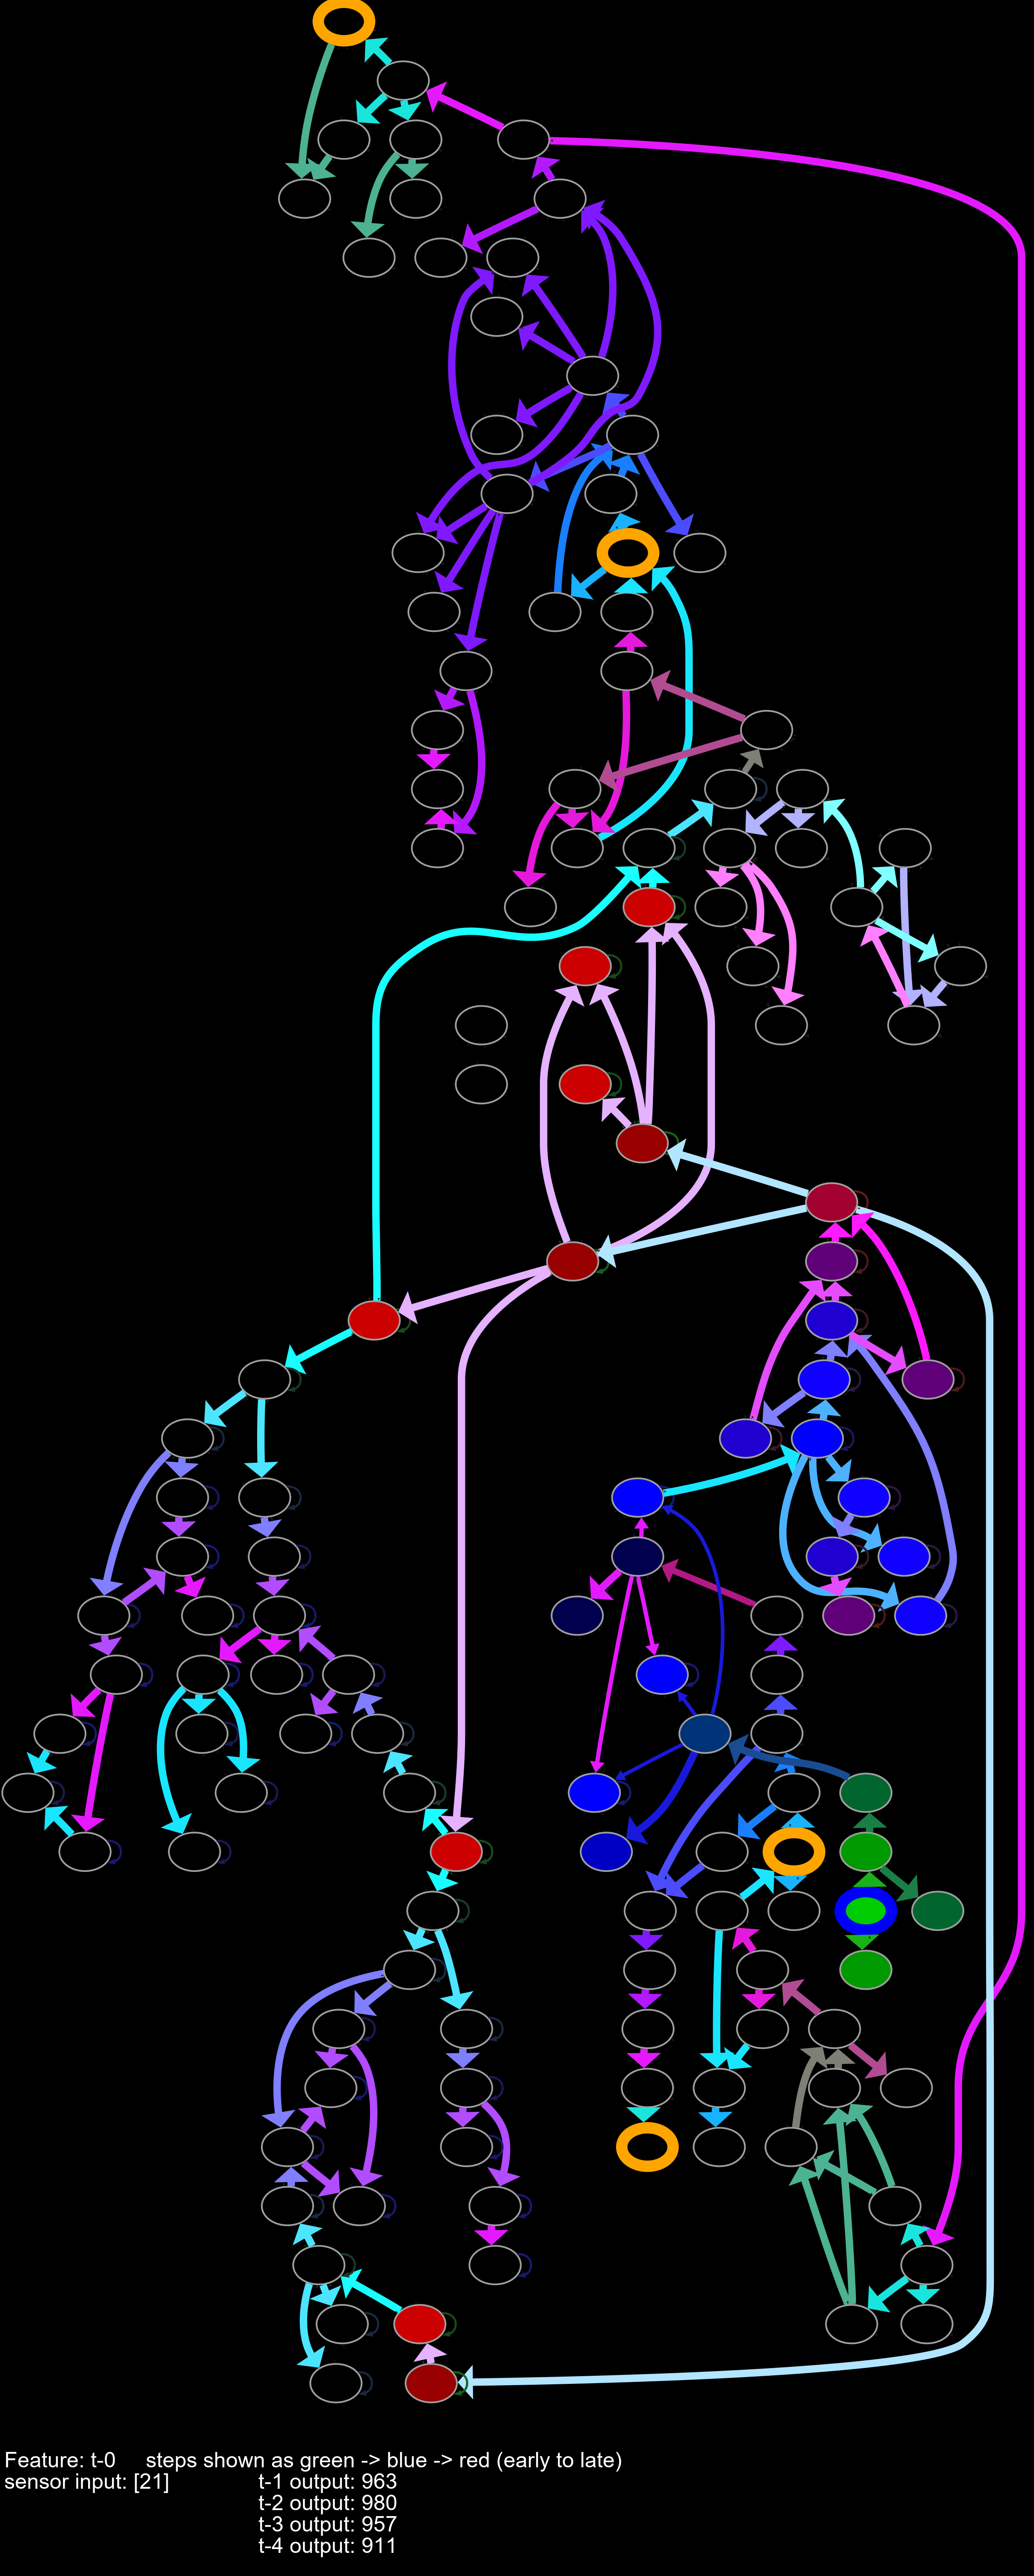 Feature: t-0 steps shown as green -> blue -> red (early to late)
sensor input: [21] t-1 output: 963
t-2 output: 980
t-3 output: 957
t-4 output: 911